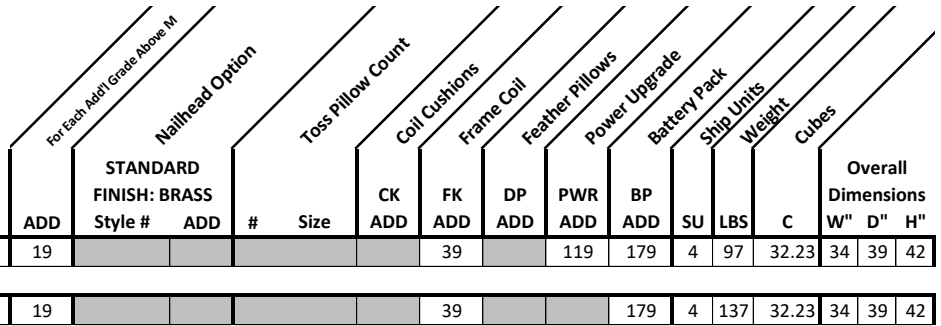 For Each Add'l Grade Above M
Nailhead Option
Toss Pillow Count
Coil Cushions
Frame Coil
Feather Pillows
Power Upgrade
Battery Pack
Ship Units
Weight
Cubes
STANDARD Overall
FINISH: BRASS CK FK DP PWR BP Dimensions
ADD Style # ADD # Size ADD ADD ADD ADD ADD SU LBS C W" D" H"
19 39 119 179 4 97 32.23 34 39 42
19 39 179 4 137 32.23 34 39 42